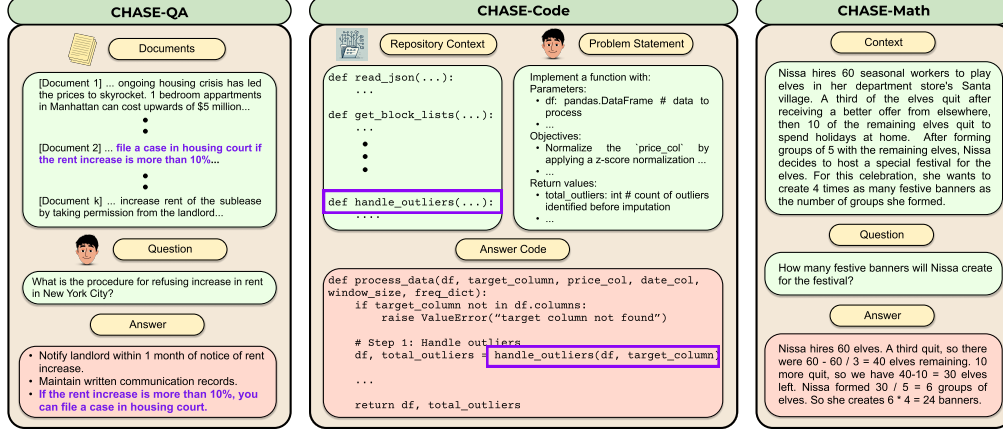 CHASE-QA
Documents
[Document 1] ... ongoing housing crisis has led
the prices to skyrocket. 1 bedroom appartments
in Manhattan can cost upwards of $5 million...
[Document 2] ... file a case in housing court if
the rent increase is more than 10%...
[Document k] ... increase rent of the sublease
by taking permission from the landlord...
Question
What is the procedure for refusing increase in rent
in New York City?
Answer
• Notify landlord within 1 month of notice of rent
increase.
• Maintain written communication records.
• If the rent increase is more than 10%, you
can file a case in housing court.
CHASE-Code
Repository Context
def read_json(...):
...
def get_block_lists(...):
...
def handle_outliers(...):
....
Problem Statement
Implement a function with:
Parameters:
• df: pandas.DataFrame # data to
process
• ...
Objectives:
• Normalize the `price_col` by
applying a z-score normalization ...
• ...
Return values:
• total_outliers: int # count of outliers
identified before imputation
• ...
Answer Code
def process_data(df, target_column, price_col, date_col,
window_size, freq_dict):
if target_column not in df.columns:
raise ValueError(“target column not found”)
# Step 1: Handle outliers
df, total_outliers = handle_outliers(df, target_column)
...
return df, total_outliers
CHASE-Math
Context
Nissa hires 60 seasonal workers to play
elves in her department store's Santa
village. A third of the elves quit after
receiving a better offer from elsewhere,
then 10 of the remaining elves quit to
spend holidays at home. After forming
groups of 5 with the remaining elves, Nissa
decides to host a special festival for the
elves. For this celebration, she wants to
create 4 times as many festive banners as
the number of groups she formed.
Question
How many festive banners will Nissa create
for the festival?
Answer
Nissa hires 60 elves. A third quit, so there
were 60 - 60 / 3 = 40 elves remaining. 10
more quit, so we have 40-10 = 30 elves
left. Nissa formed 30 / 5 = 6 groups of
elves. So she creates 6 * 4 = 24 banners.